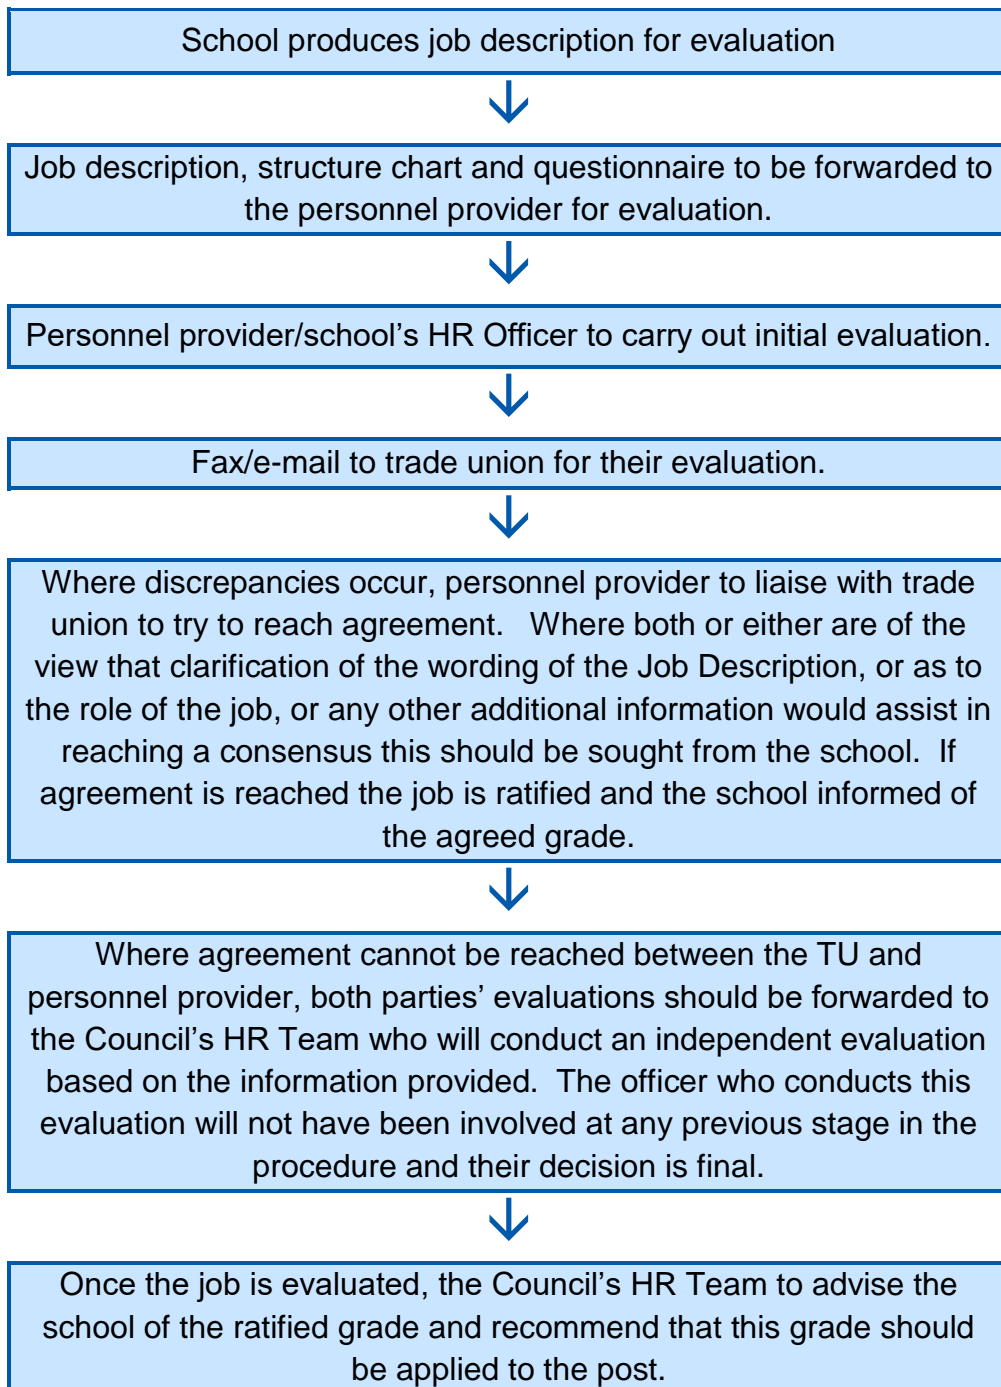 School produces job description for evaluation
Job description, structure chart and questionnaire to be forwarded to
the personnel provider for evaluation.
Personnel provider/school’s HR Officer to carry out initial evaluation.
Fax/e-mail to trade union for their evaluation.
Where discrepancies occur, personnel provider to liaise with trade
union to try to reach agreement.   Where both or either are of the
view that clarification of the wording of the Job Description, or as to
the role of the job, or any other additional information would assist in
reaching a consensus this should be sought from the school.  If
agreement is reached the job is ratified and the school informed of
the agreed grade.
Where agreement cannot be reached between the TU and
personnel provider, both parties’ evaluations should be forwarded to
the Council’s HR Team who will conduct an independent evaluation
based on the information provided.  The officer who conducts this
evaluation will not have been involved at any previous stage in the
procedure and their decision is final.
Once the job is evaluated, the Council’s HR Team to advise the
school of the ratified grade and recommend that this grade should
be applied to the post.